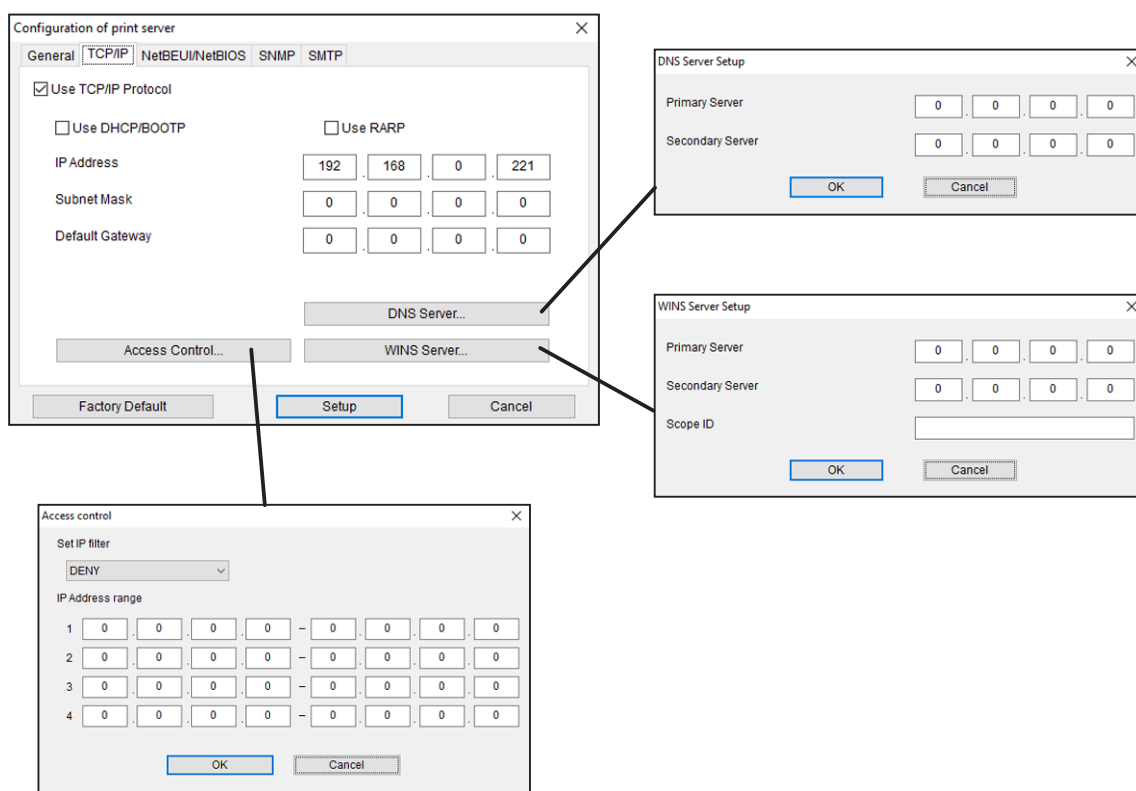 Configuration of print server
General TCP/IP NetBEUI/NetBIOS SNMP SMTP
Use TCP/IP Protocol
Use DHCP/BOOTP Use RARP
IP Address 192 . 168 . 0 . 221
Subnet Mask 0 . 0 . 0 . 0
Default Gateway 0 . 0 . 0 . 0
DNS Server...
Access Control... WINS Server...
Factory Default Setup Cancel
DNS Server Setup
Primary Server 0 . 0 . 0 . 0
Secondary Server 0 . 0 . 0 . 0
OK Cancel
WINS Server Setup
Primary Server 0 . 0 . 0 . 0
Secondary Server 0 . 0 . 0 . 0
Scope ID
OK Cancel
Access control
Set IP filter
DENY
IP Address range
1 0 . 0 . 0 . 0 – 0 . 0 . 0 . 0
2 0 . 0 . 0 . 0 – 0 . 0 . 0 . 0
3 0 . 0 . 0 . 0 – 0 . 0 . 0 . 0
4 0 . 0 . 0 . 0 – 0 . 0 . 0 . 0
OK Cancel